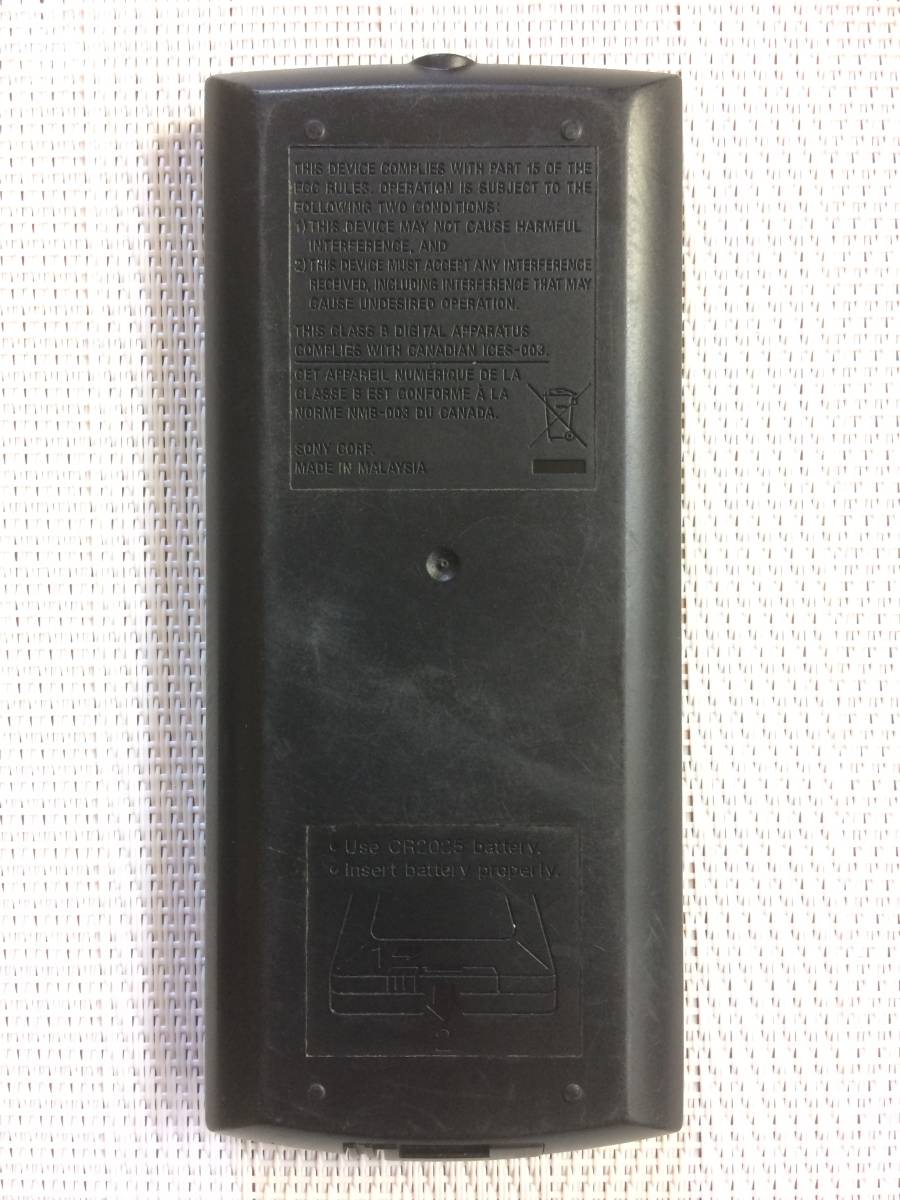 THIS DEVICE COMPLIES WITH PART 15 OF THE
FCC RULES. OPERATION IS SUBJECT TO THE
FOLLOWING TWO CONDITIONS:
1) THIS DEVICE MAY NOT CAUSE HARMFUL
INTERFERENCE, AND
2) THIS DEVICE MUST ACCEPT ANY INTERFERENCE
RECEIVED, INCLUDING INTERFERENCE THAT MAY
CAUSE UNDESIRED OPERATION.
THIS CLASS B DIGITAL APPARATUS
COMPLIES WITH CANADIAN ICES-003.
CET APPAREIL NUMÉRIQUE DE LA
CLASSE B EST CONFORME À LA
NORME NMB-003 DU CANADA.
SONY CORP.
MADE IN MALAYSIA
Use CR2025 battery.
Insert battery properly.
1
2